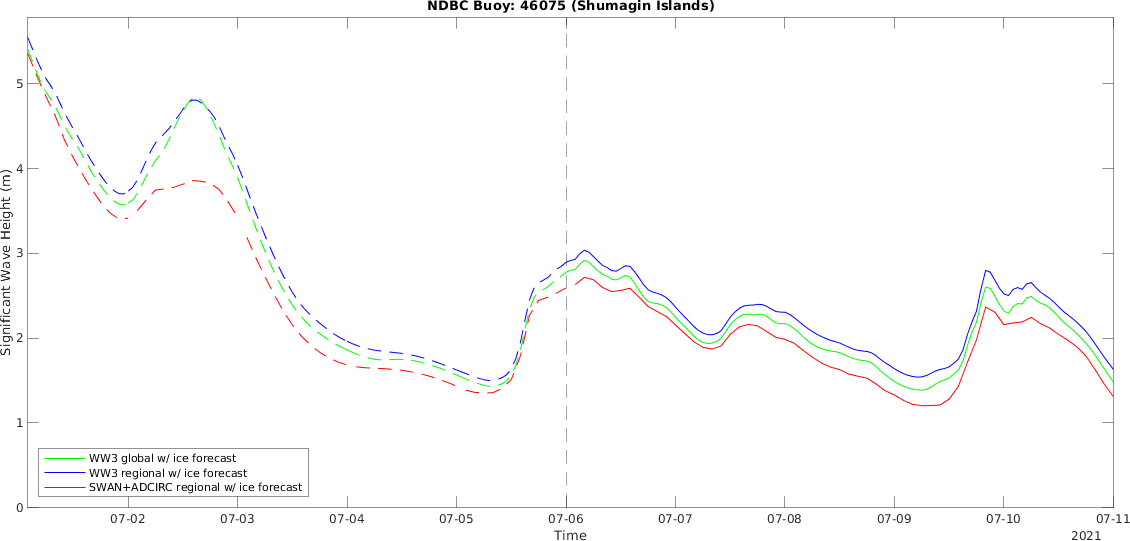 NDBC Buoy: 46075 (Shumagin Islands)
Significant Wave Height (m)
5
4
3
2
1
0
WW3 global w/ ice forecast
WW3 regional w/ ice forecast
SWAN+ADCIRC regional w/ ice forecast
07-02 07-03 07-04 07-05 07-06 07-07 07-08 07-09 07-10 07-11
Time
2021